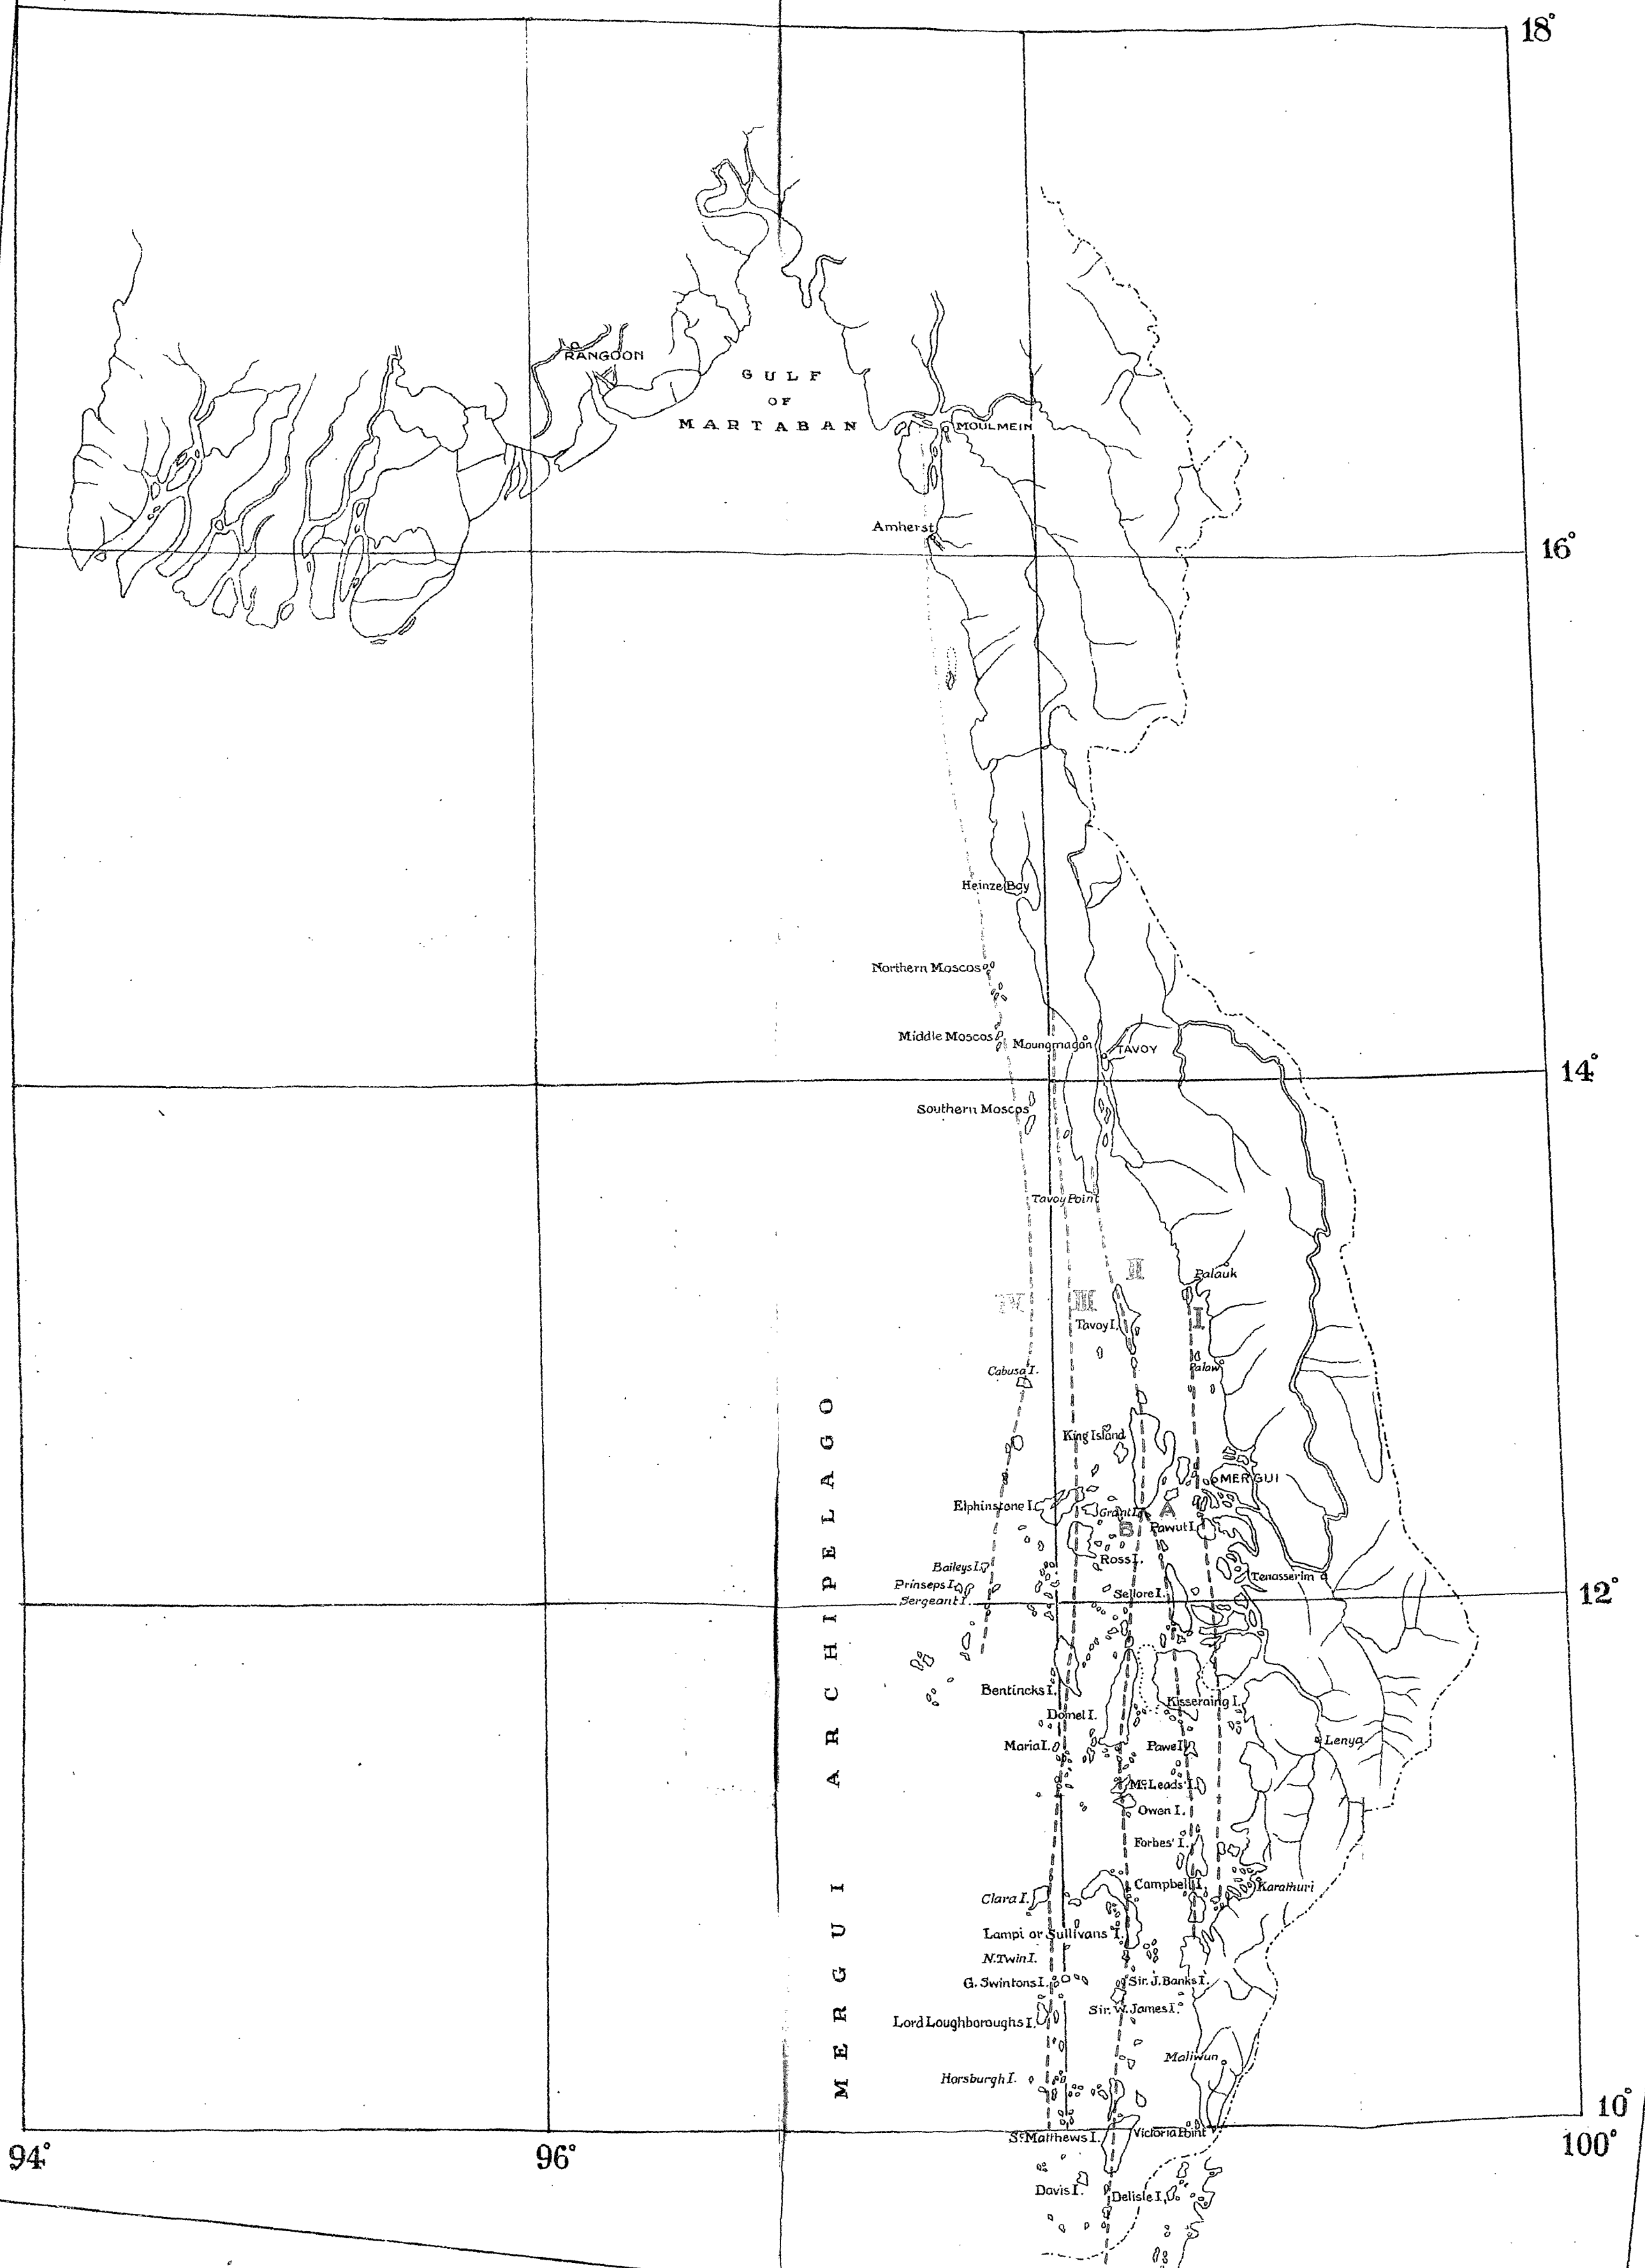 18°
RANGOON
GULF
OF
MARTABAN
MOULMEIN
Amherst
16°
Heinze Bay
Northern Moscos
Middle Moscos
Moungmagon
TAVOY
14°
Southern Moscos
Tavoy Point
II
Palauk
IV
III
I
Tavoy I.
Palaw
Cabusa I.
King Island
MERGUI
Elphinstone I.
Grant I.
A
B
Pawut I.
Ross I.
Baileys I.
Tenasserim
Prinseps I.
Sergeant I.
Sellore I.
12°
Bentincks I.
Kisseraing I.
Domel I.
Maria I.
Pawe I.
Lenya
McLeods I.
Owen I.
Forbes' I.
Campbell I.
Karathuri
Clara I.
Lampi or Sullivans I.
N. Twin I.
G. Swintons I.
Sir. J. Banks I.
Sir. W. James I.
Lord Loughboroughs I.
Maliwun
Horsburgh I.
MERGUI ARCHIPELAGO
10°
St Matthews I.
Victoria Point
94°
96°
100°
Davis I.
Delisle I.